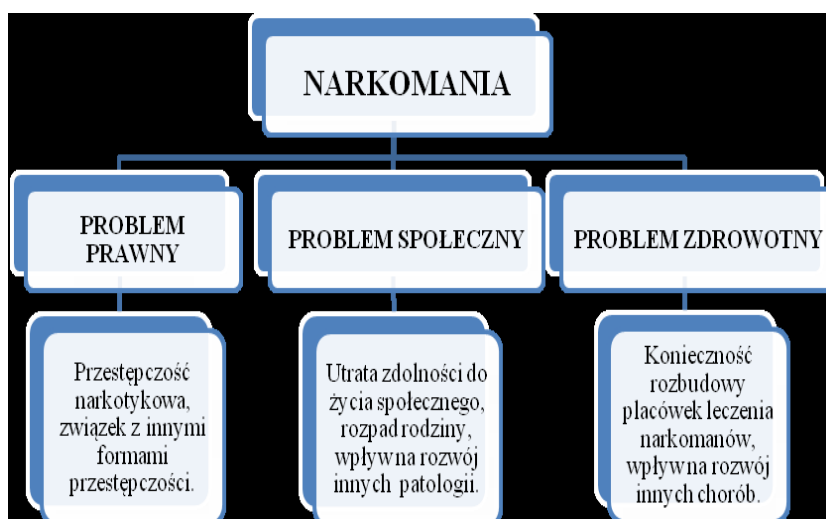 NARKOMANIA
PROBLEM
PRAWNY
PROBLEM SPOŁECZNY
PROBLEM ZDROWOTNY
Przestępczość
narkotykowa,
związek z innymi
formami
przestępczości.
Utrata zdolności do
życia społecznego,
rozpad rodziny,
wpływ na rozwój
innych patologii.
Konieczność
rozbudowy
placówek leczenia
narkomanów,
wpływ na rozwój
innych chorób.